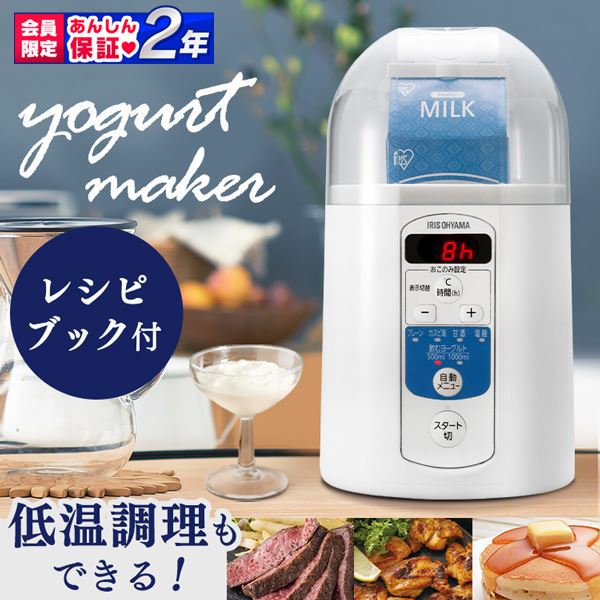 会員限定 あんしん保証♥2年
yogurt
maker
レシピ
ブック付
MILK
IRIS
IRIS OHYAMA
8h
おこのみ設定
表示切替 ℃
時間(h)
− +
プレーン カスピ海 甘酒 塩麹
飲むヨーグルト
500ml 1000ml
自動
メニュー
スタート
切
低温調理も
できる!